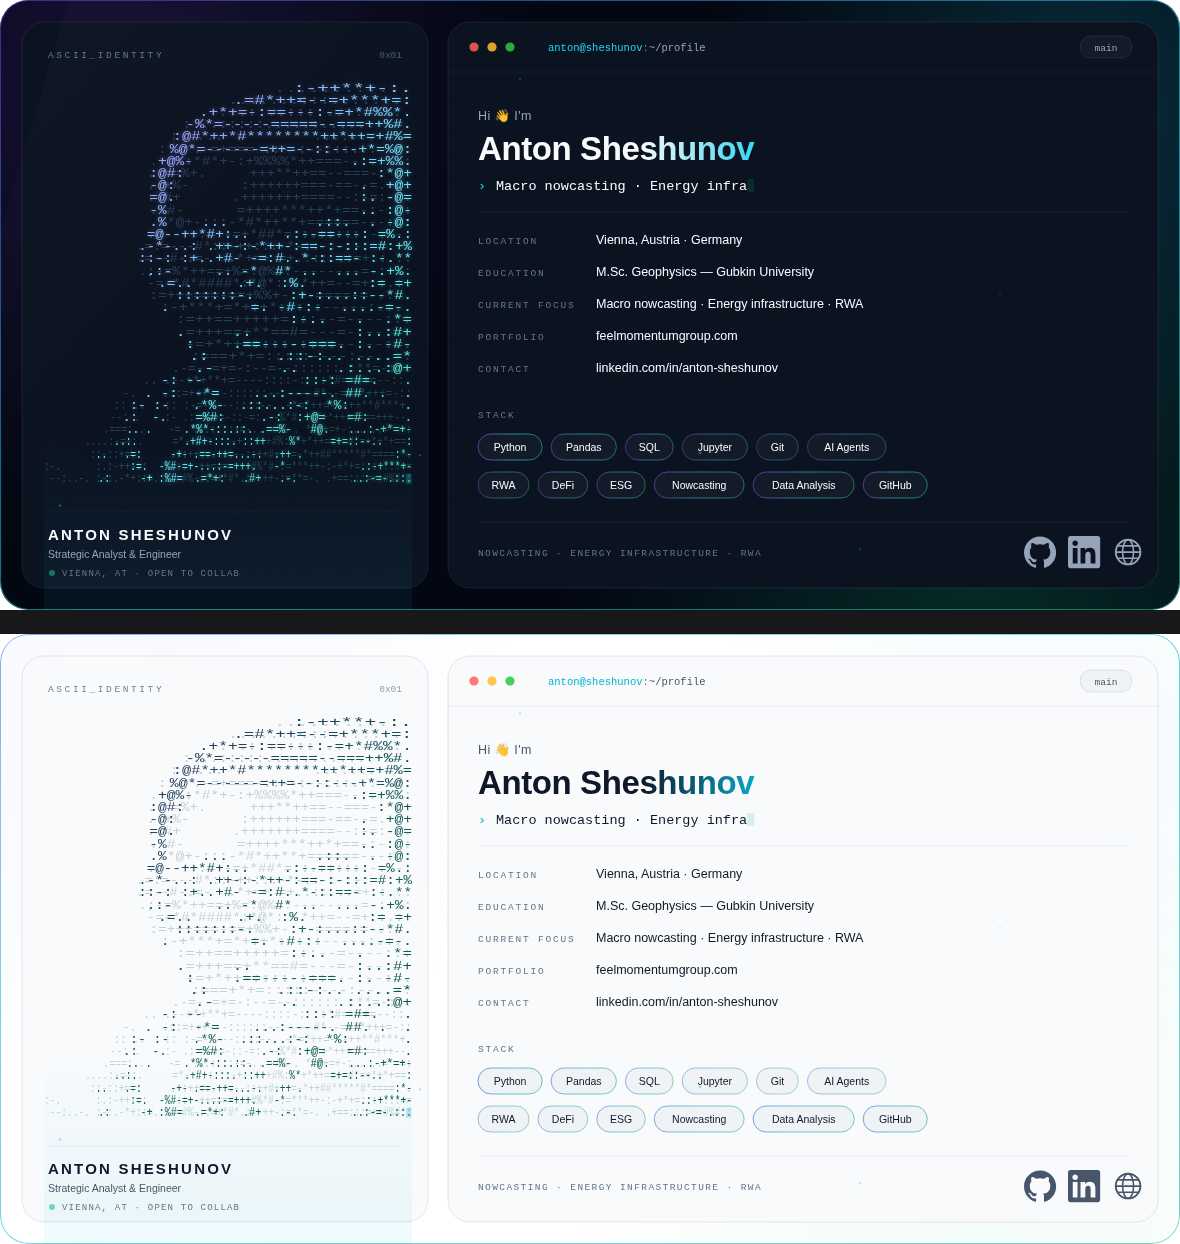 ASCII_IDENTITY
0x01
ANTON SHESHUNOV
Strategic Analyst & Engineer
VIENNA, AT · OPEN TO COLLAB
anton@sheshunov:~/profile
main
Hi 👋 I'm
Anton Sheshunov
› Macro nowcasting · Energy infra
LOCATION Vienna, Austria · Germany
EDUCATION M.Sc. Geophysics — Gubkin University
CURRENT FOCUS Macro nowcasting · Energy infrastructure · RWA
PORTFOLIO feelmomentumgroup.com
CONTACT linkedin.com/in/anton-sheshunov
STACK
Python Pandas SQL Jupyter Git AI Agents
RWA DeFi ESG Nowcasting Data Analysis GitHub
NOWCASTING · ENERGY INFRASTRUCTURE · RWA
in
ASCII_IDENTITY
0x01
ANTON SHESHUNOV
Strategic Analyst & Engineer
VIENNA, AT · OPEN TO COLLAB
anton@sheshunov:~/profile
main
Hi 👋 I'm
Anton Sheshunov
› Macro nowcasting · Energy infra
LOCATION Vienna, Austria · Germany
EDUCATION M.Sc. Geophysics — Gubkin University
CURRENT FOCUS Macro nowcasting · Energy infrastructure · RWA
PORTFOLIO feelmomentumgroup.com
CONTACT linkedin.com/in/anton-sheshunov
STACK
Python Pandas SQL Jupyter Git AI Agents
RWA DeFi ESG Nowcasting Data Analysis GitHub
NOWCASTING · ENERGY INFRASTRUCTURE · RWA
in